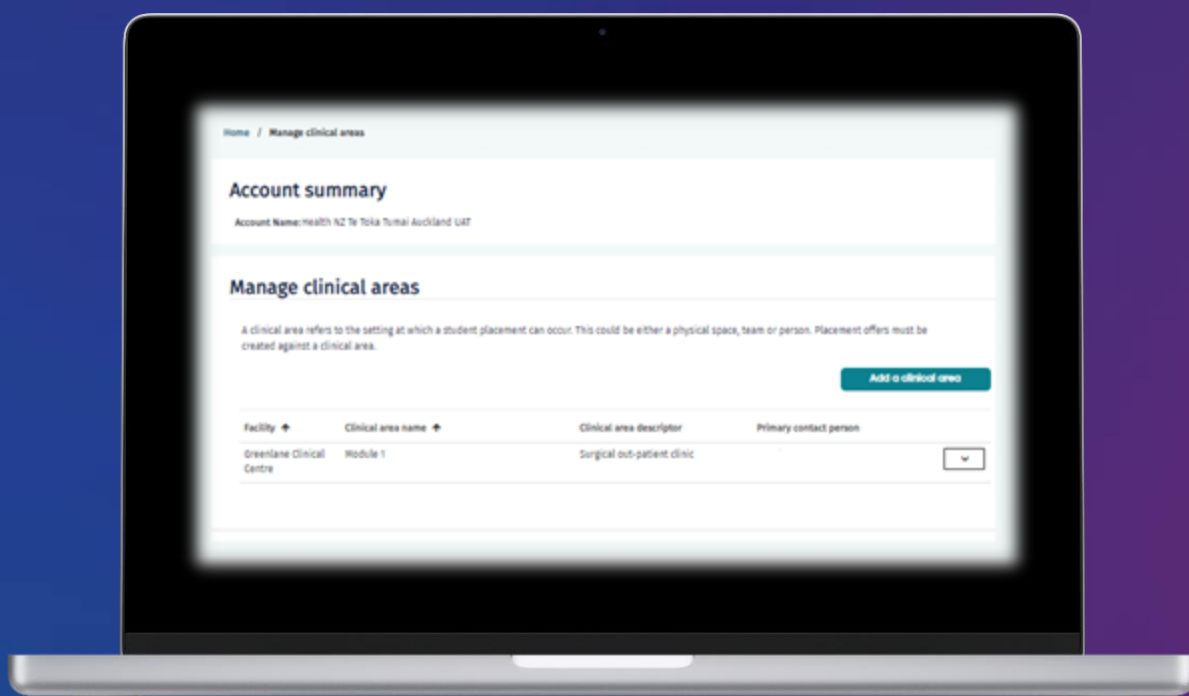 Home / Manage clinical areas
Account summary
Account Name: Health NZ Te Toka Tumai Auckland UAT
Manage clinical areas
A clinical area refers to the setting at which a student placement can occur. This could be either a physical space, team or person. Placement offers must be
created against a clinical area.
Add a clinical area
Facility ↑ Clinical area name ↑ Clinical area descriptor Primary contact person
Greenlane Clinical Module 1 Surgical out-patient clinic
Centre